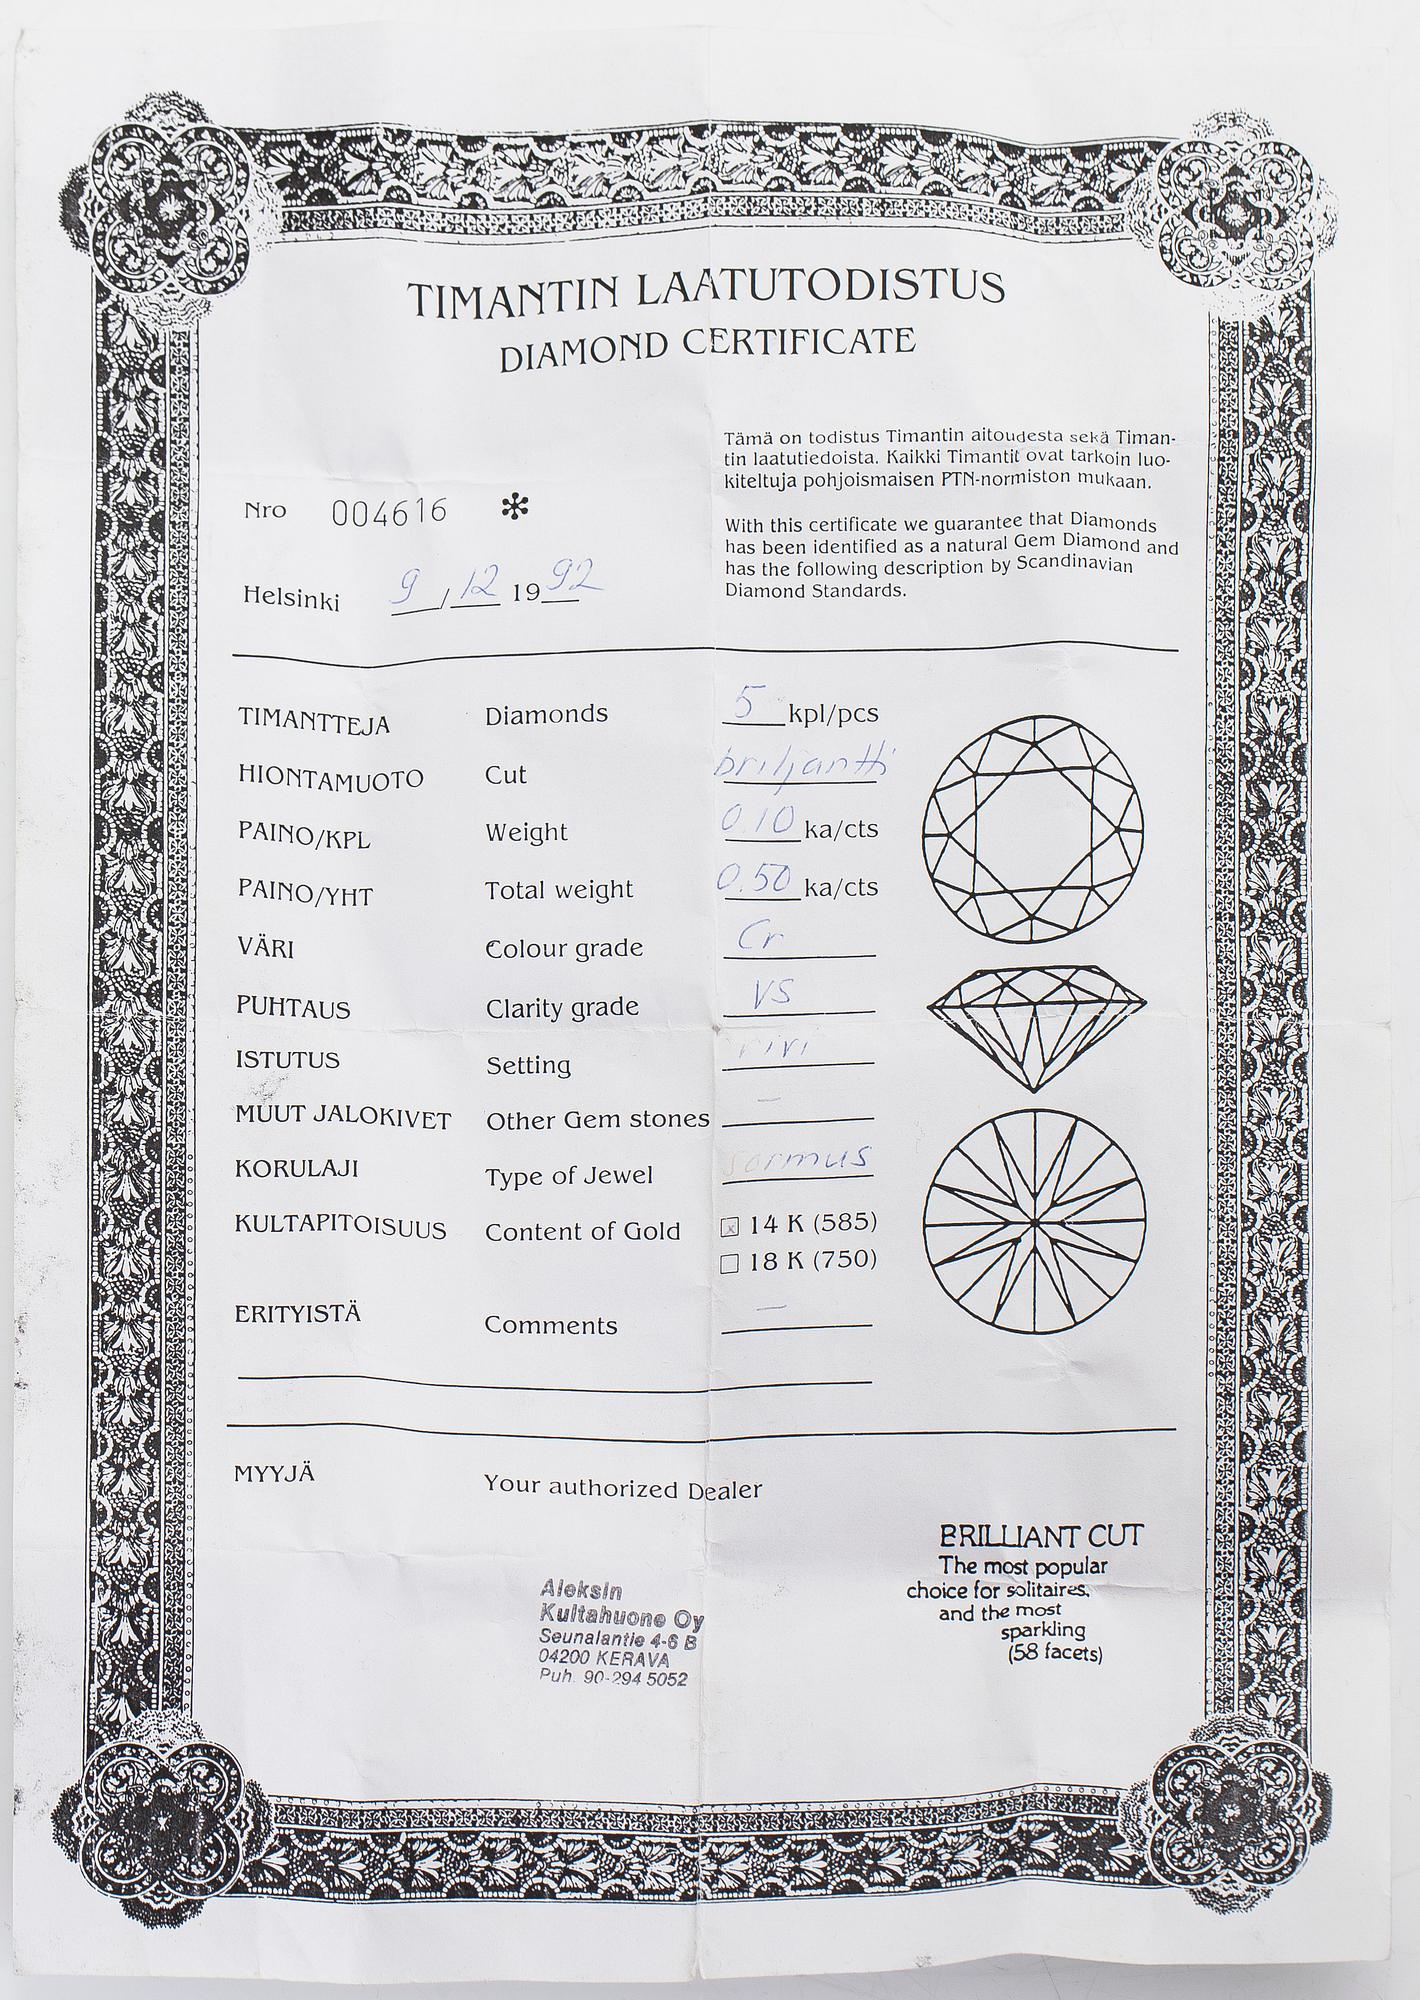 TIMANTIN LAATUTODISTUS
DIAMOND CERTIFICATE
Tämä on todistus Timantin aitoudesta sekä Timan-
tin laatutiedoista. Kaikki Timantit ovat tarkoin luo-
kiteltuja pohjoismaisen PTN-normiston mukaan.
Nro 004616 *
With this certificate we guarantee that Diamonds
has been identified as a natural Gem Diamond and
has the following description by Scandinavian
Diamond Standards.
Helsinki 9 / 12 1992
TIMANTTEJA Diamonds 5 kpl/pcs
HIONTAMUOTO Cut briljantti
PAINO/KPL Weight 0.10 ka/cts
PAINO/YHT Total weight 0.50 ka/cts
VÄRI Colour grade Cr
PUHTAUS Clarity grade VS
ISTUTUS Setting rivi
MUUT JALOKIVET Other Gem stones –
KORULAJI Type of Jewel sormus
KULTAPITOISUUS Content of Gold ☒ 14 K (585)
☐ 18 K (750)
ERITYISTÄ Comments –
MYYJÄ Your authorized Dealer
BRILLIANT CUT
The most popular
choice for solitaires,
and the most
sparkling
(58 facets)
Aleksin
Kultahuone Oy
Seunalantie 4-6 B
04200 KERAVA
Puh. 90-294 5052